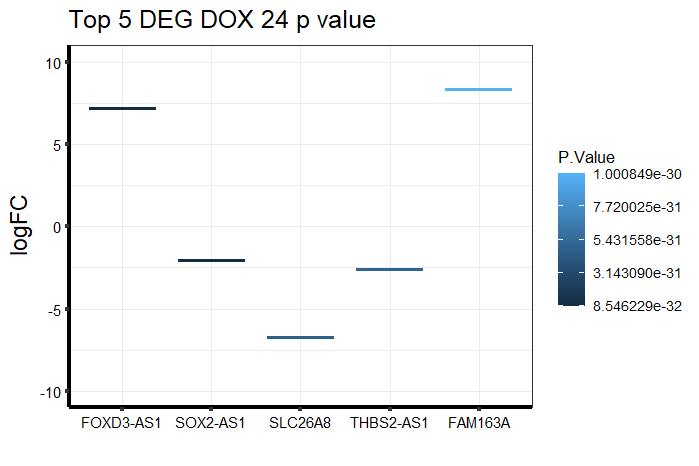 Top 5 DEG DOX 24 p value
logFC
10
5
0
-5
-10
FOXD3-AS1 SOX2-AS1 SLC26A8 THBS2-AS1 FAM163A
P.Value
1.000849e-30
7.720025e-31
5.431558e-31
3.143090e-31
8.546229e-32